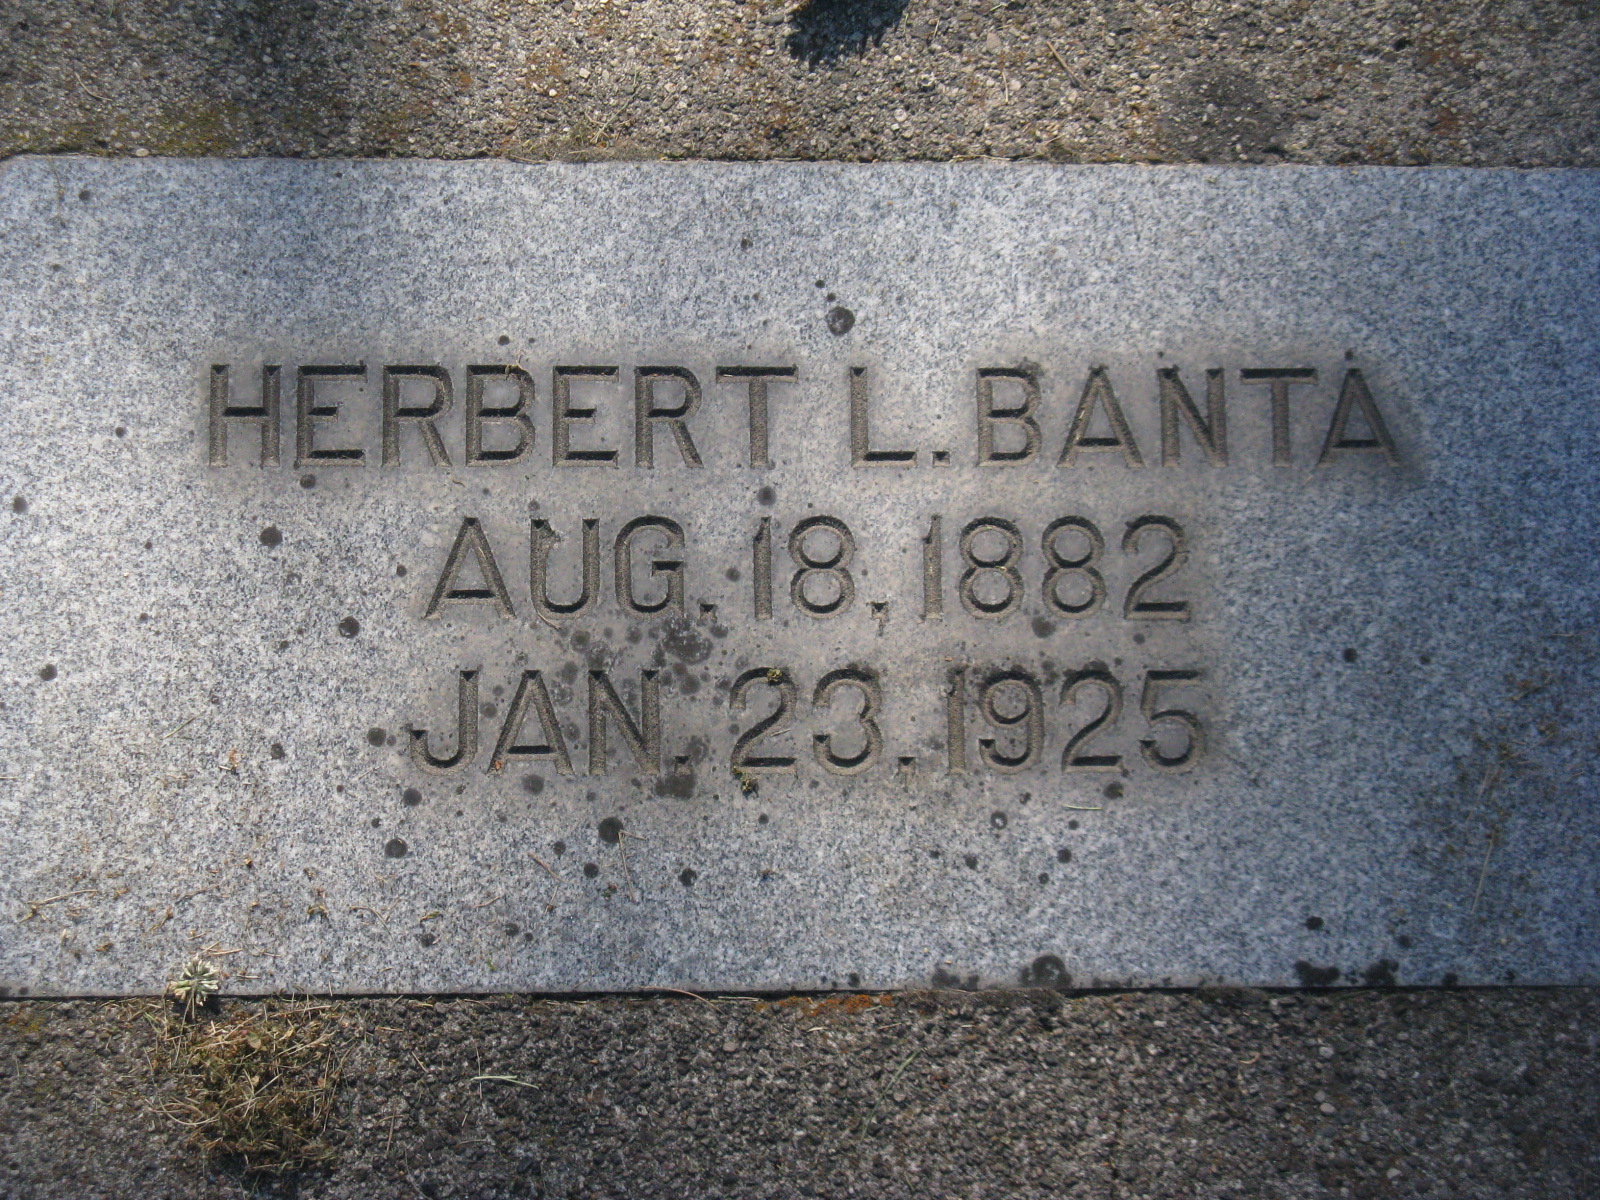 HERBERT L. BANTA
AUG. 18, 1882
JAN. 23, 1925